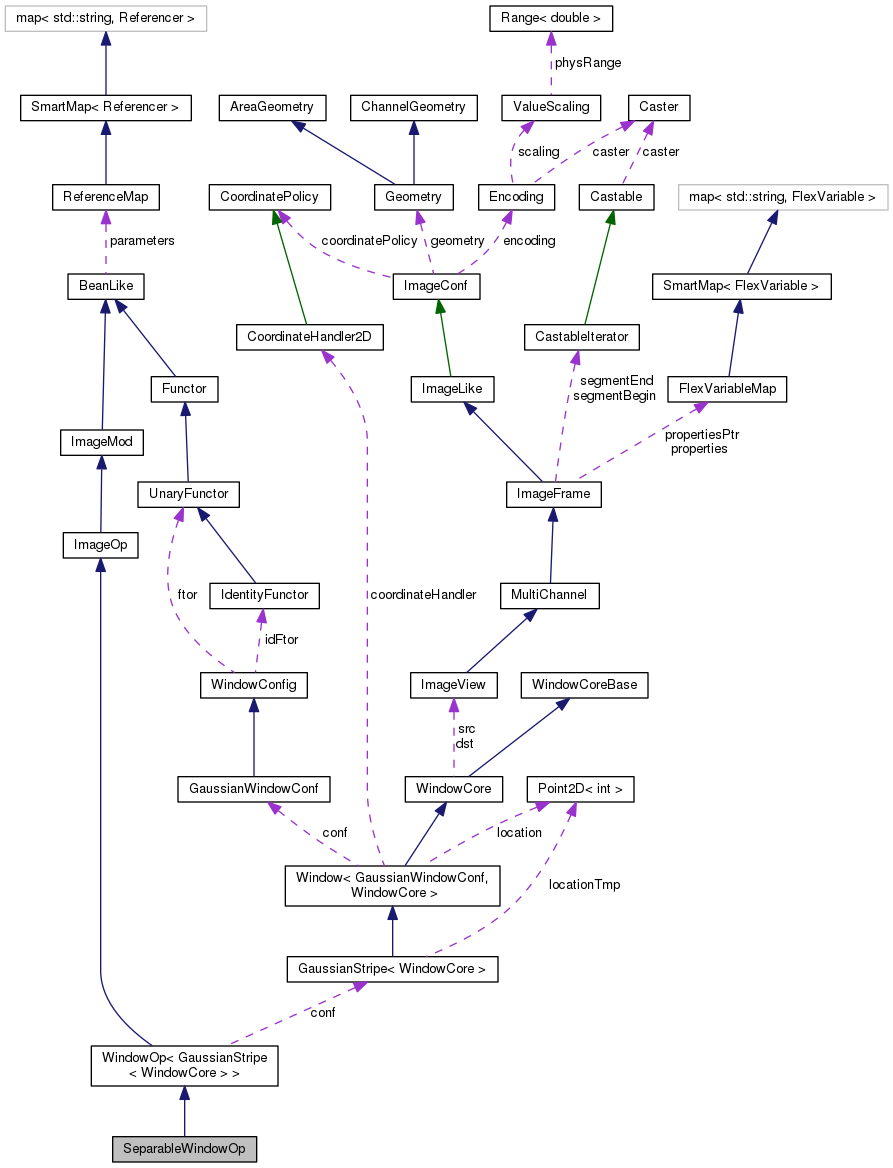 map< std::string, Referencer >
Range< double >
physRange
SmartMap< Referencer >
AreaGeometry
ChannelGeometry
ValueScaling
Caster
scaling
caster
caster
ReferenceMap
CoordinatePolicy
Geometry
Encoding
Castable
map< std::string, FlexVariable >
parameters
coordinatePolicy
geometry
encoding
BeanLike
ImageConf
SmartMap< FlexVariable >
CoordinateHandler2D
CastableIterator
Functor
ImageLike
segmentEnd
segmentBegin
FlexVariableMap
ImageMod
propertiesPtr
properties
UnaryFunctor
ImageFrame
ImageOp
ftor
IdentityFunctor
coordinateHandler
MultiChannel
idFtor
WindowConfig
ImageView
WindowCoreBase
src
dst
GaussianWindowConf
WindowCore
Point2D< int >
conf
location
Window< GaussianWindowConf,
WindowCore >
locationTmp
GaussianStripe< WindowCore >
conf
WindowOp< GaussianStripe
< WindowCore > >
SeparableWindowOp